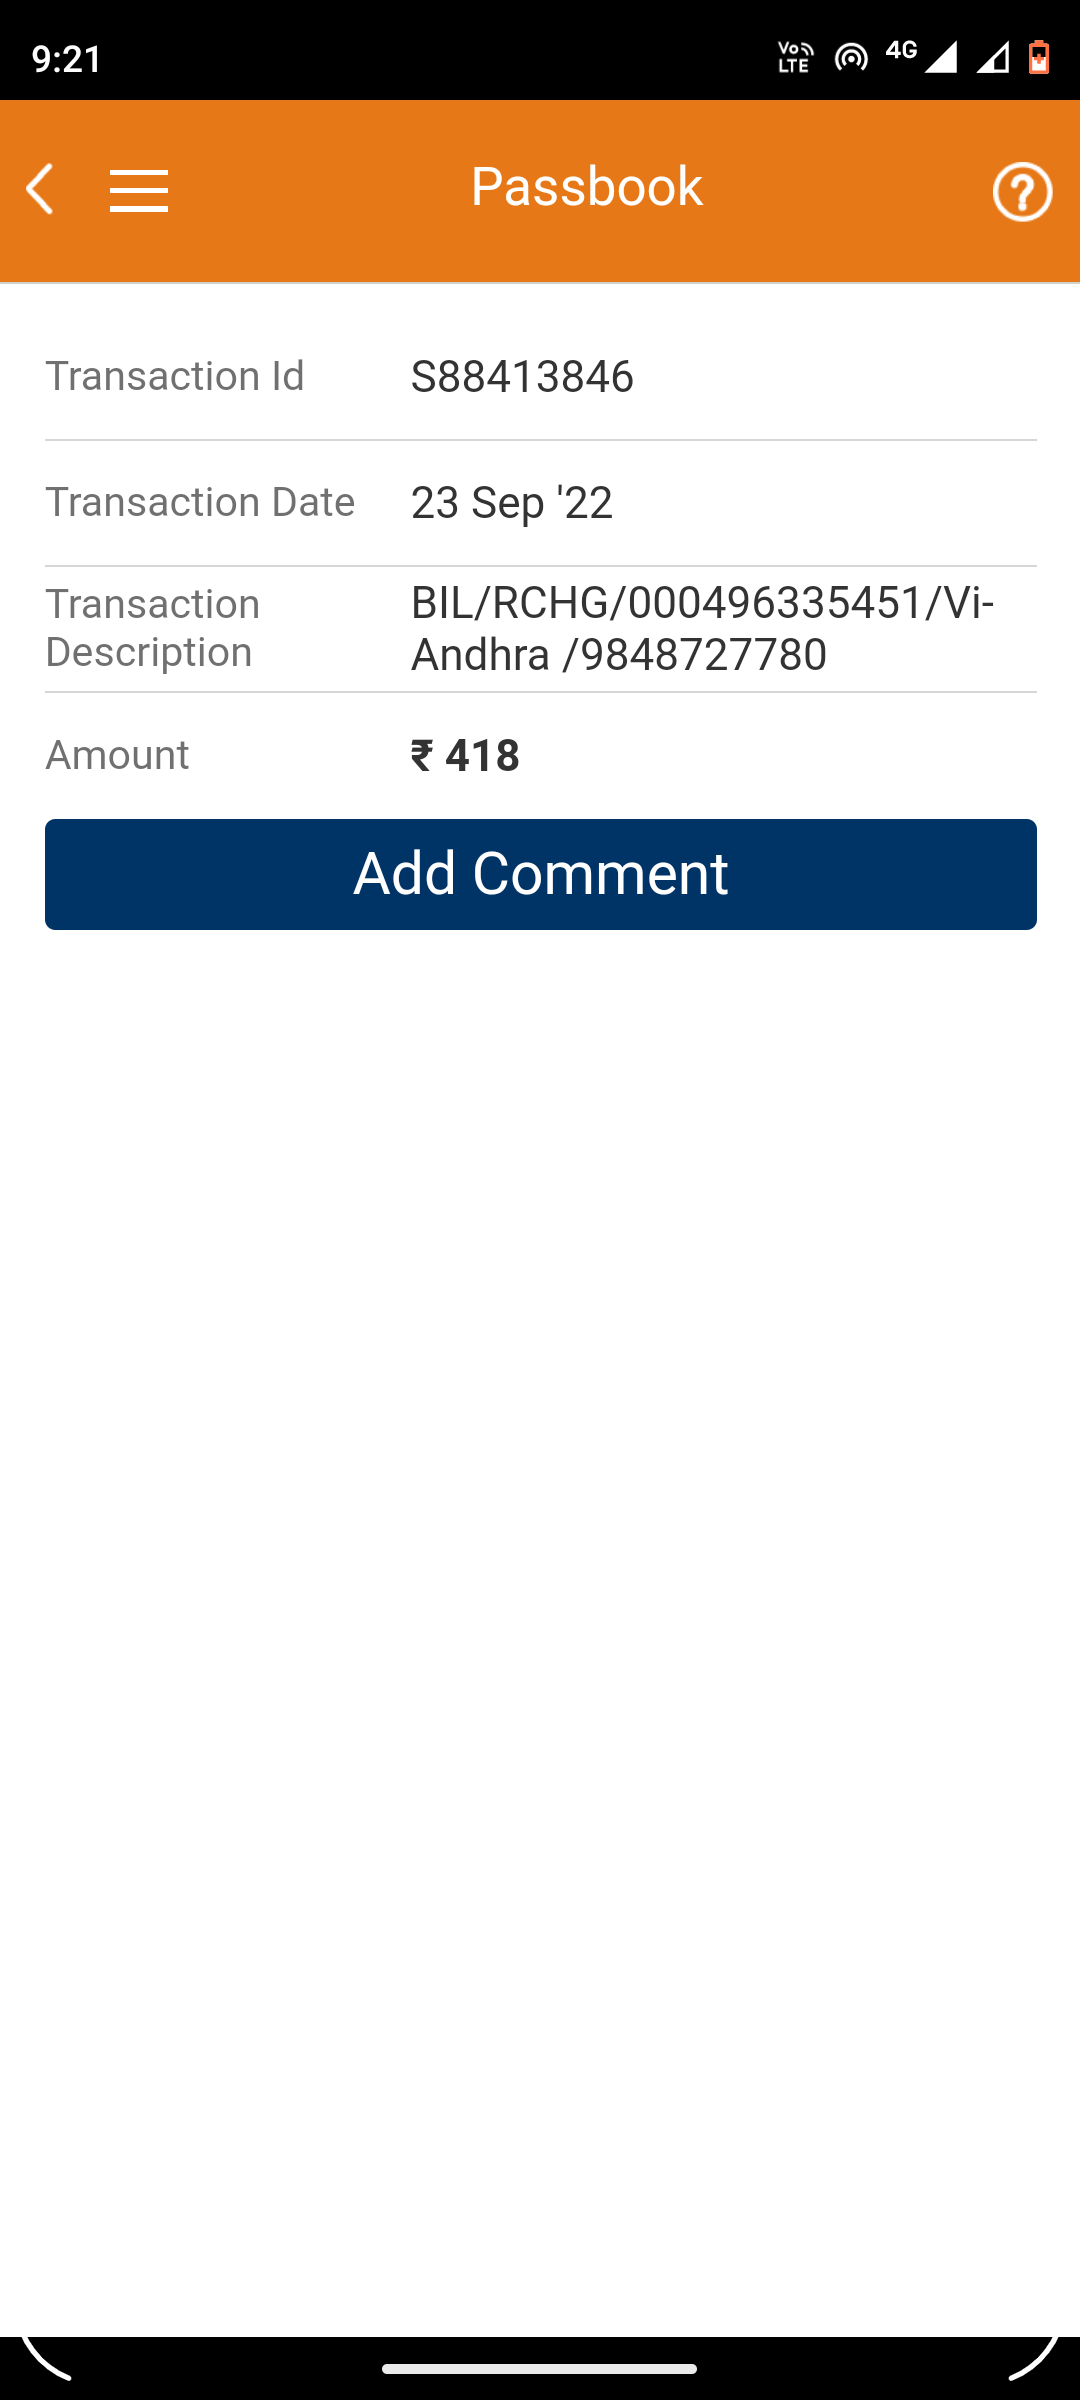 9:21
Vo LTE
4G
Passbook
Transaction Id
S88413846
Transaction Date
23 Sep '22
Transaction Description
BIL/RCHG/000496335451/Vi-
Andhra /9848727780
Amount
₹ 418
Add Comment